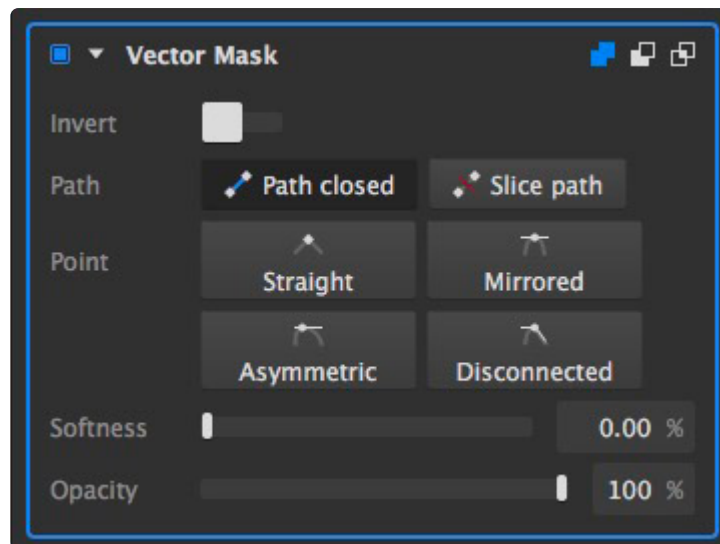 Vector Mask
Invert
Path Path closed Slice path
Point Straight Mirrored
Asymmetric Disconnected
Softness 0.00 %
Opacity 100 %